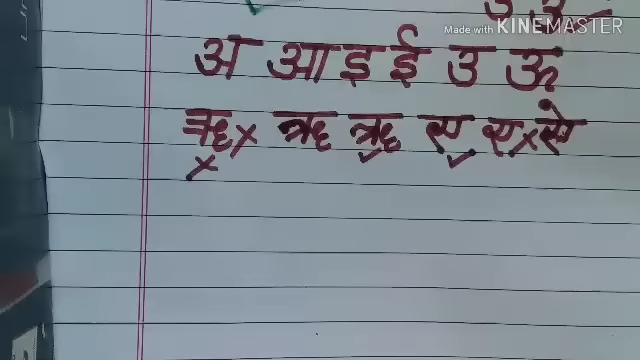 Made with KINEMASTER
अ आ इ ई उ ऊ
ऋ × ऋ ऋ ए ए × ऐ